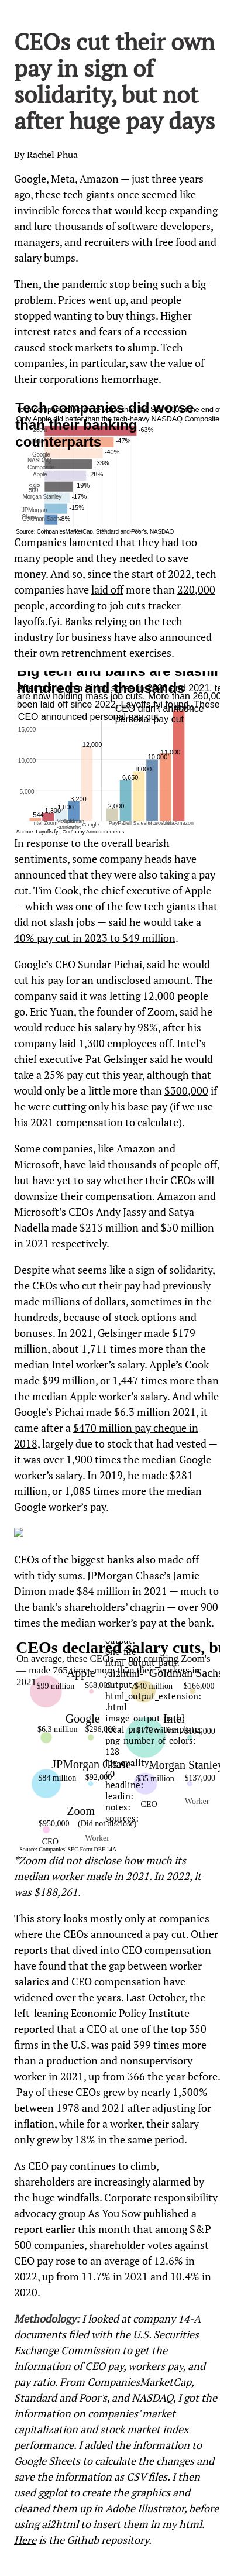 CEOs cut their own
pay in sign of
solidarity, but not
after huge pay days
By Rachel Phua
Google, Meta, Amazon — just three years
ago, these tech giants once seemed like
invincible forces that would keep expanding
and lure thousands of software developers,
managers, and recruiters with free food and
salary bumps.
Then, the pandemic stop being such a big
problem. Prices went up, and people
stopped wanting to buy things. Higher
interest rates and fears of a recession
caused stock markets to slump. Tech
companies, in particular, saw the value of
their corporations hemorrhage.
Tech companies did worse
than their banking
counterparts
Only Apple did better than the tech-heavy NASDAQ Composite
-63%
-47%
Google
-40%
NASDAQ
Composite
-33%
Apple
-28%
S&P
500
-19%
Morgan Stanley
-17%
JPMorgan
Chase
-15%
-8%
Source: CompaniesMarketCap, Standard and Poor's, NASDAQ
Companies lamented that they had too
many people and they needed to save
money. And so, since the start of 2022, tech
companies have laid off more than 220,000
people, according to job cuts tracker
layoffs.fyi. Banks relying on the tech
industry for business have also announced
their own retrenchment exercises.
Big tech and banks are slashing
hundreds and thousands
CEO announced personal pay cut
CEO didn't announce
personal pay cut
15,000
10,000
5,000
544
1,300
1,800
3,200
12,000
2,000
6,650
8,000
10,000
11,000
Intel
Zoom
Morgan
Stanley
Goldman
Sachs
Google
PayPal
Dell
Salesforce
Microsoft
Meta
Amazon
Source: Layoffs.fyi, Company Announcements
In response to the overall bearish
sentiments, some company heads have
announced that they were also taking a pay
cut. Tim Cook, the chief executive of Apple
— which was one of the few tech giants that
did not slash jobs — said he would take a
40% pay cut in 2023 to $49 million.
Google's CEO Sundar Pichai, said he would
cut his pay for an undisclosed amount. The
company said it was letting 12,000 people
go. Eric Yuan, the founder of Zoom, said he
would reduce his salary by 98%, after his
company laid 1,300 employees off. Intel's
chief executive Pat Gelsinger said he would
take a 25% pay cut this year, although that
would only be a little more than $300,000 if
he were cutting only his base pay (if we use
his 2021 compensation to calculate).
Some companies, like Amazon and
Microsoft, have laid thousands of people off,
but have yet to say whether their CEOs will
downsize their compensation. Amazon and
Microsoft's CEOs Andy Jassy and Satya
Nadella made $213 million and $50 million
in 2021 respectively.
Despite what seems like a sign of solidarity,
the CEOs who cut their pay had previously
made millions of dollars, sometimes in the
hundreds, because of stock options and
bonuses. In 2021, Gelsinger made $179
million, about 1,711 times more than the
median Intel worker's salary. Apple's Cook
made $99 million, or 1,447 times more than
the median Apple worker's salary. And while
Google's Pichai made $6.3 million 2021, it
came after a $470 million pay cheque in
2018, largely due to stock that had vested —
it was over 1,900 times the median Google
worker's salary. In 2019, he made $281
million, or 1,085 times more the median
Google worker's pay.
CEOs of the biggest banks also made off
with tidy sums. JPMorgan Chase's Jamie
Dimon made $84 million in 2021 — much to
the bank's shareholders' chagrin — over 900
times the median worker's pay at the bank.
CEOs declared salary cuts, bu
On average, these CEOs — not counting Zoom's
— made 765 times more than their workers in
2021
Apple
$99 million
$68,000
Goldman Sachs
$40 million
$166,000
Google
$6.3 million
$296,000
Intel
$179 million
$104,000
JPMorgan Chase
$84 million
$92,000
Morgan Stanley
$35 million
$137,000
CEO
Worker
Zoom
$950,000
(Did not disclose)
CEO
Worker
html_output_path:
html_output_extension:
.html
png_number_of_colors:
128
60
headline:
leadin:
notes:
sources:
Source: Companies' SEC Form DEF 14A
*Zoom did not disclose how much its
median worker made in 2021. In 2022, it
was $188,261.
This story looks mostly only at companies
where the CEOs announced a pay cut. Other
reports that dived into CEO compensation
have found that the gap between worker
salaries and CEO compensation have
widened over the years. Last October, the
left-leaning Economic Policy Institute
reported that a CEO at one of the top 350
firms in the U.S. was paid 399 times more
than a production and nonsupervisory
worker in 2021, up from 366 the year before.
Pay of these CEOs grew by nearly 1,500%
between 1978 and 2021 after adjusting for
inflation, while for a worker, their salary
only grew by 18% in the same period.
As CEO pay continues to climb,
shareholders are increasingly alarmed by
the huge windfalls. Corporate responsibility
advocacy group As You Sow published a
report earlier this month that among S&P
500 companies, shareholder votes against
CEO pay rose to an average of 12.6% in
2022, up from 11.7% in 2021 and 10.4% in
2020.
Methodology: I looked at company 14-A
documents filed with the U.S. Securities
Exchange Commission to get the
information of CEO pay, workers pay, and
pay ratio. From CompaniesMarketCap,
Standard and Poor's, and NASDAQ, I got the
information on companies' market
capitalization and stock market index
performance. I added the information to
Google Sheets to calculate the changes and
save the information as CSV files. I then
used ggplot to create the graphics and
cleaned them up in Adobe Illustrator, before
using ai2html to insert them in my html.
Here is the Github repository.